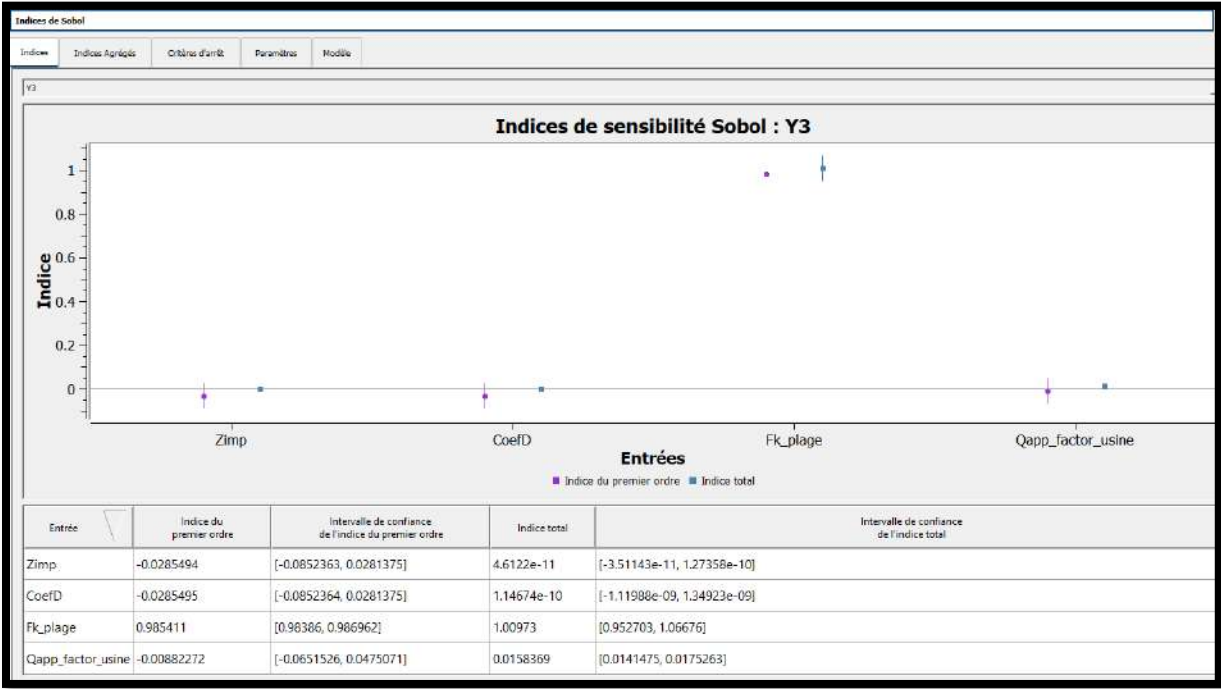 Indices de Sobol
Indices Indices Agrégés Critères d'arrêt Paramètres Modèle
Y3
Indices de sensibilité Sobol : Y3
1
0.8
0.6
0.4
0.2
0
Indice
Zimp CoefD Fk_plage Qapp_factor_usine
Entrées
Indice du premier ordre Indice total
Entrée Indice du premier ordre Intervalle de confiance de l'indice du premier ordre Indice total Intervalle de confiance de l'indice total
Zimp -0.0285494 [-0.0852363, 0.0281375] 4.6122e-11 [-3.51143e-11, 1.27358e-10]
CoefD -0.0285495 [-0.0852364, 0.0281375] 1.14674e-10 [-1.11988e-09, 1.34923e-09]
Fk_plage 0.985411 [0.98386, 0.986962] 1.00973 [0.952703, 1.06676]
Qapp_factor_usine -0.00882272 [-0.0651526, 0.0475071] 0.0158369 [0.0141475, 0.0175263]